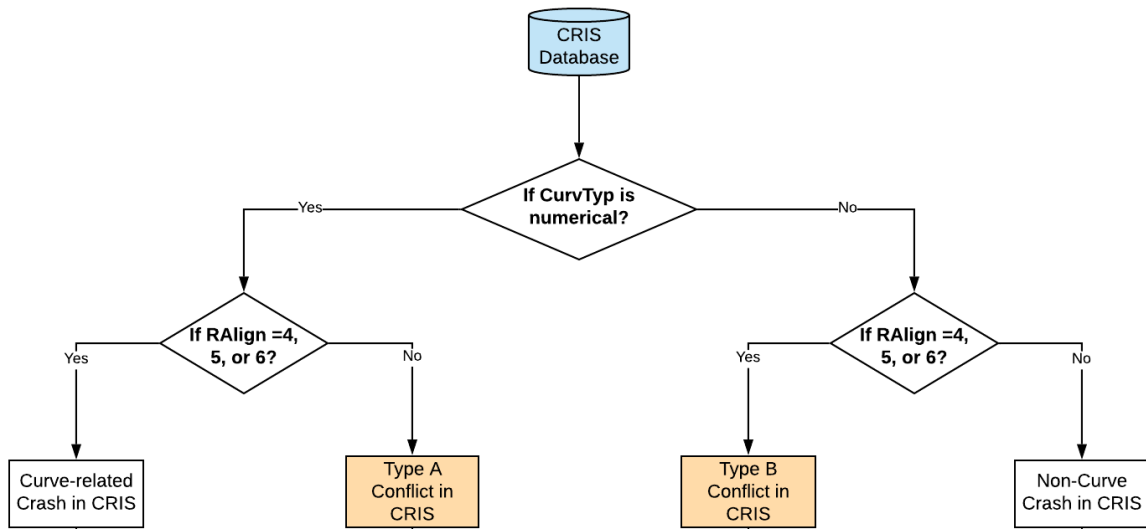 CRIS
Database
If CurvTyp is
numerical?
Yes
No
If RAlign =4,
5, or 6?
If RAlign =4,
5, or 6?
Yes
No
Yes
No
Curve-related
Crash in CRIS
Type A
Conflict in
CRIS
Type B
Conflict in
CRIS
Non-Curve
Crash in CRIS